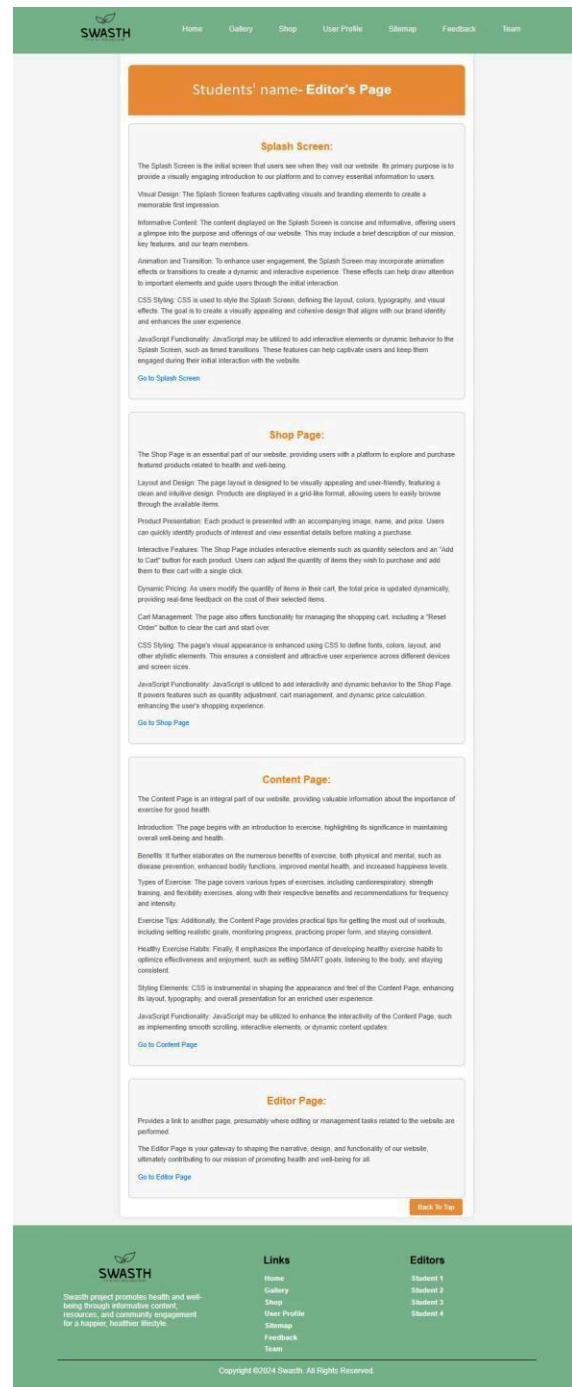 SWASTH
Home Gallery Shop User Profile Sitemap Feedback Team
Students' name- Editor's Page
Splash Screen:
The Splash Screen is the initial screen that users see when they visit our website. Its primary purpose is to
provide a visually engaging introduction to our platform and to convey essential information to users.
Visual Design: The Splash Screen features captivating visuals and branding elements to create a
memorable first impression.
Informative Content: The content displayed on the Splash Screen is concise and informative, offering users
a glimpse into the purpose and offerings of our website. This may include a brief description of our mission,
key features, and our team members.
Animation and Transition: To enhance user engagement, the Splash Screen may incorporate animation
effects or transitions to create a dynamic and interactive experience. These effects can help draw attention
to important elements and guide users through the initial interaction.
CSS Styling: CSS is used to style the Splash Screen, defining the layout, colors, typography, and visual
effects. The goal is to create a visually appealing and cohesive design that aligns with our brand identity
and enhances the user experience.
JavaScript Functionality: JavaScript may be utilized to add interactive elements or dynamic behavior to the
Splash Screen, such as timed transitions. These features can help captivate users and keep them
engaged during their initial interaction with the website.
Go to Splash Screen
Shop Page:
The Shop Page is an essential part of our website, providing users with a platform to explore and purchase
featured products related to health and well-being.
Layout and Design: The page layout is designed to be visually appealing and user-friendly, featuring a
clean and intuitive design. Products are displayed in a grid-like format, allowing users to easily browse
through the available items.
Product Presentation: Each product is presented with an accompanying image, name, and price. Users
can quickly identify products of interest and view essential details before making a purchase.
Interactive Features: The Shop Page includes interactive elements such as quantity selectors and an "Add
to Cart" button for each product. Users can adjust the quantity of items they wish to purchase and add
them to their cart with a single click.
Dynamic Pricing: As users modify the quantity of items in their cart, the total price is updated dynamically,
providing real-time feedback on the cost of their selected items.
Cart Management: The page also offers functionality for managing the shopping cart, including a "Reset
Order" button to clear the cart and start over.
CSS Styling: The page's visual appearance is enhanced using CSS to define fonts, colors, layout, and
other stylistic elements. This ensures a consistent and attractive user experience across different devices
and screen sizes.
JavaScript Functionality: JavaScript is utilized to add interactivity and dynamic behavior to the Shop Page.
It powers features such as quantity adjustment, cart management, and dynamic price calculation,
enhancing the user's shopping experience.
Go to Shop Page
Content Page:
The Content Page is an integral part of our website, providing valuable information about the importance of
exercise for good health.
Introduction: The page begins with an introduction to exercise, highlighting its significance in maintaining
overall well-being and health.
Benefits: It further elaborates on the numerous benefits of exercise, both physical and mental, such as
disease prevention, enhanced bodily functions, improved mental health, and increased happiness levels.
Types of Exercise: The page covers various types of exercises, including cardiorespiratory, strength
training, and flexibility exercises, along with their respective benefits and recommendations for frequency
and intensity.
Exercise Tips: Additionally, the Content Page provides practical tips for getting the most out of workouts,
including setting realistic goals, monitoring progress, practicing proper form, and staying consistent.
Healthy Exercise Habits: Finally, it emphasizes the importance of developing healthy exercise habits to
optimize effectiveness and enjoyment, such as setting SMART goals, listening to the body, and staying
consistent.
Styling Elements: CSS is instrumental in shaping the appearance and feel of the Content Page, enhancing
its layout, typography, and overall presentation for an enriched user experience.
JavaScript Functionality: JavaScript may be utilized to enhance the interactivity of the Content Page, such
as implementing smooth scrolling, interactive elements, or dynamic content updates.
Go to Content Page
Editor Page:
Provides a link to another page, presumably where editing or management tasks related to the website are
performed.
The Editor Page is your gateway to shaping the narrative, design, and functionality of our website,
ultimately contributing to our mission of promoting health and well-being for all.
Go to Editor Page
Back To Top
SWASTH
Swasth project promotes health and well-
being through informative content,
resources, and community engagement
for a happier, healthier lifestyle.
Links
Home
Gallery
Shop
User Profile
Sitemap
Feedback
Team
Editors
Student 1
Student 2
Student 3
Student 4
Copyright ©2024 Swasth. All Rights Reserved.